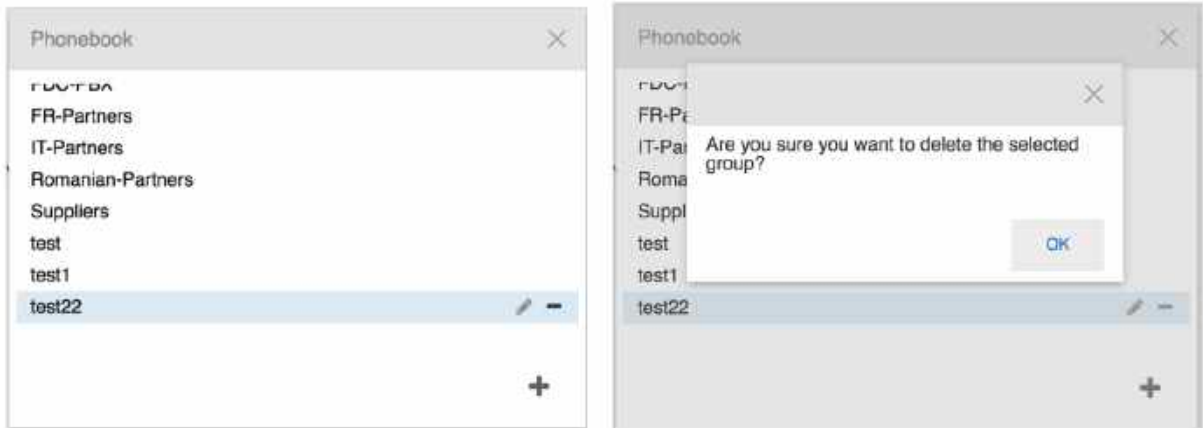 Phonebook
FR-Partners
IT-Partners
Romanian-Partners
Suppliers
test
test1
test22
Phonebook
Are you sure you want to delete the selected
group?
OK
test
test1
test22